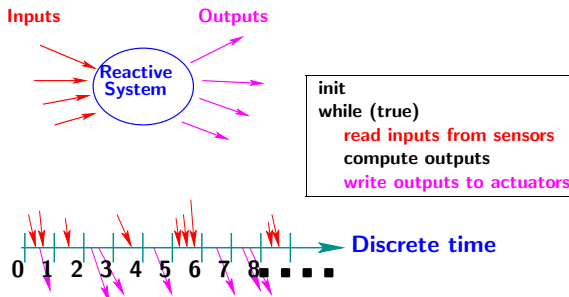 Inputs
Outputs
Reactive
System
init
while (true)
read inputs from sensors
compute outputs
write outputs to actuators
Discrete time
0 1 2 3 4 5 6 7 8